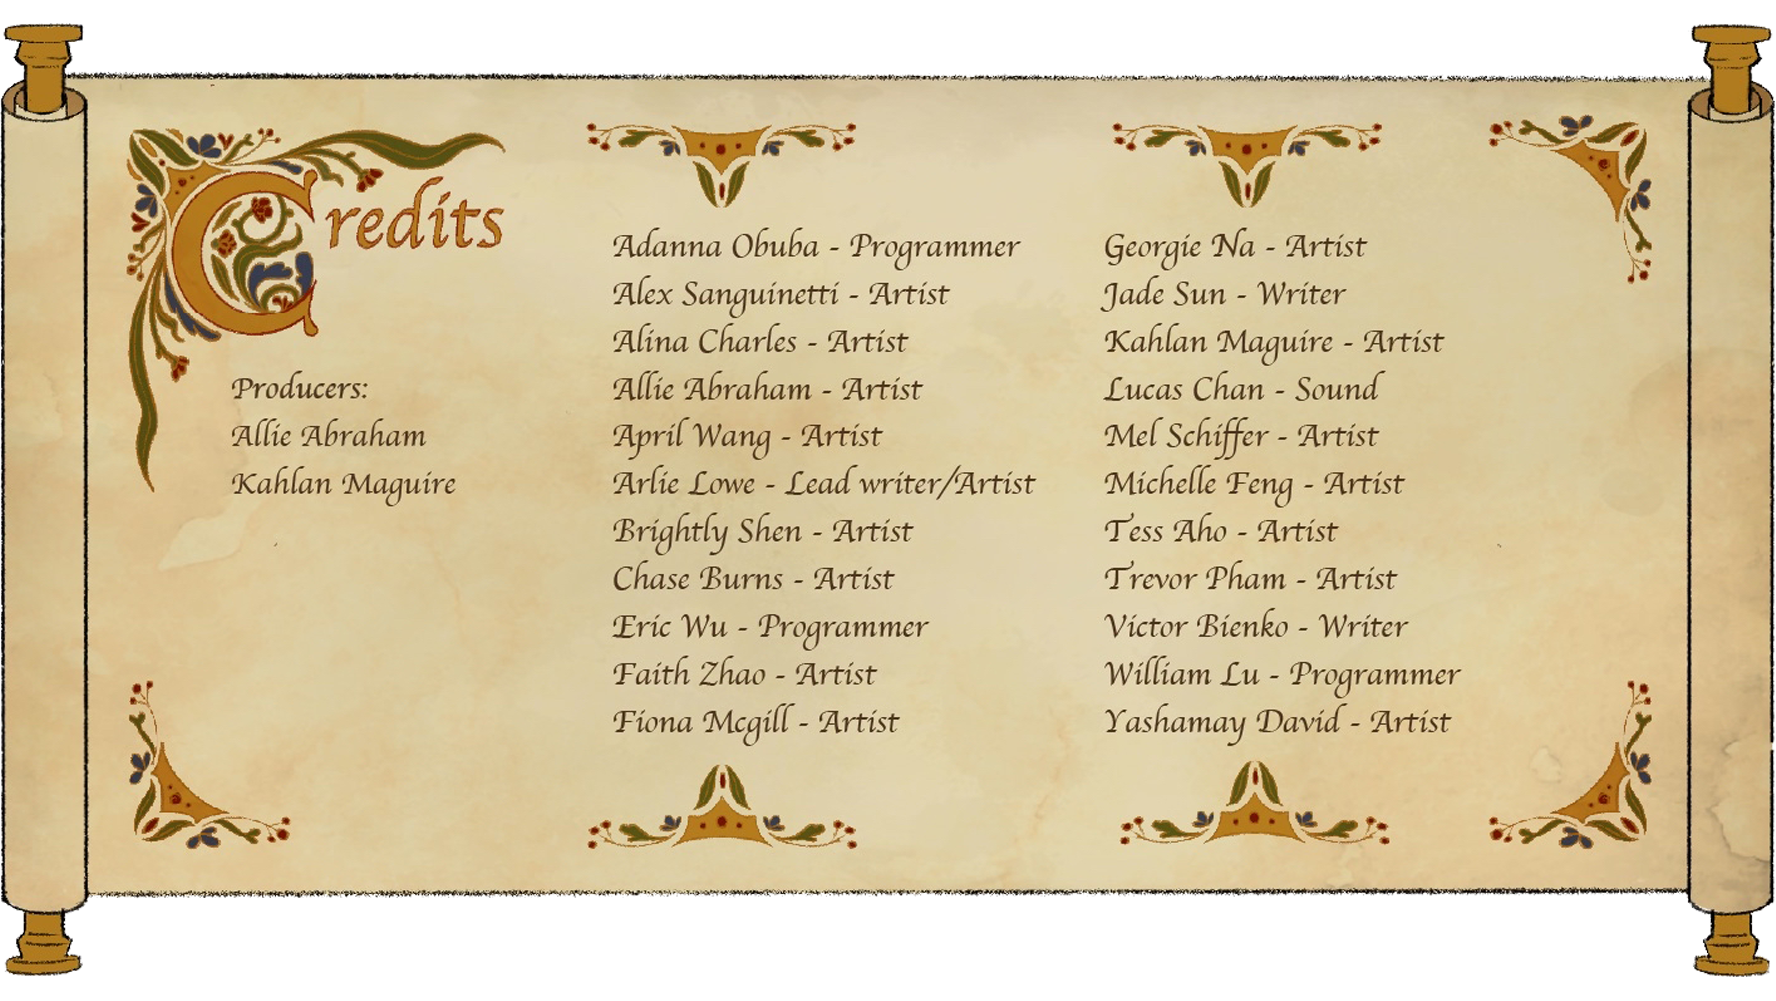 Credits
Producers:
Allie Abraham
Kahlan Maguire
Adanna Obuba - Programmer
Alex Sanguinetti - Artist
Alina Charles - Artist
Allie Abraham - Artist
April Wang - Artist
Arlie Lowe - Lead writer/Artist
Brightly Shen - Artist
Chase Burns - Artist
Eric Wu - Programmer
Faith Zhao - Artist
Fiona Mcgill - Artist
Georgie Na - Artist
Jade Sun - Writer
Kahlan Maguire - Artist
Lucas Chan - Sound
Mel Schiffer - Artist
Michelle Feng - Artist
Tess Aho - Artist
Trevor Pham - Artist
Victor Bienko - Writer
William Lu - Programmer
Yashamay David - Artist